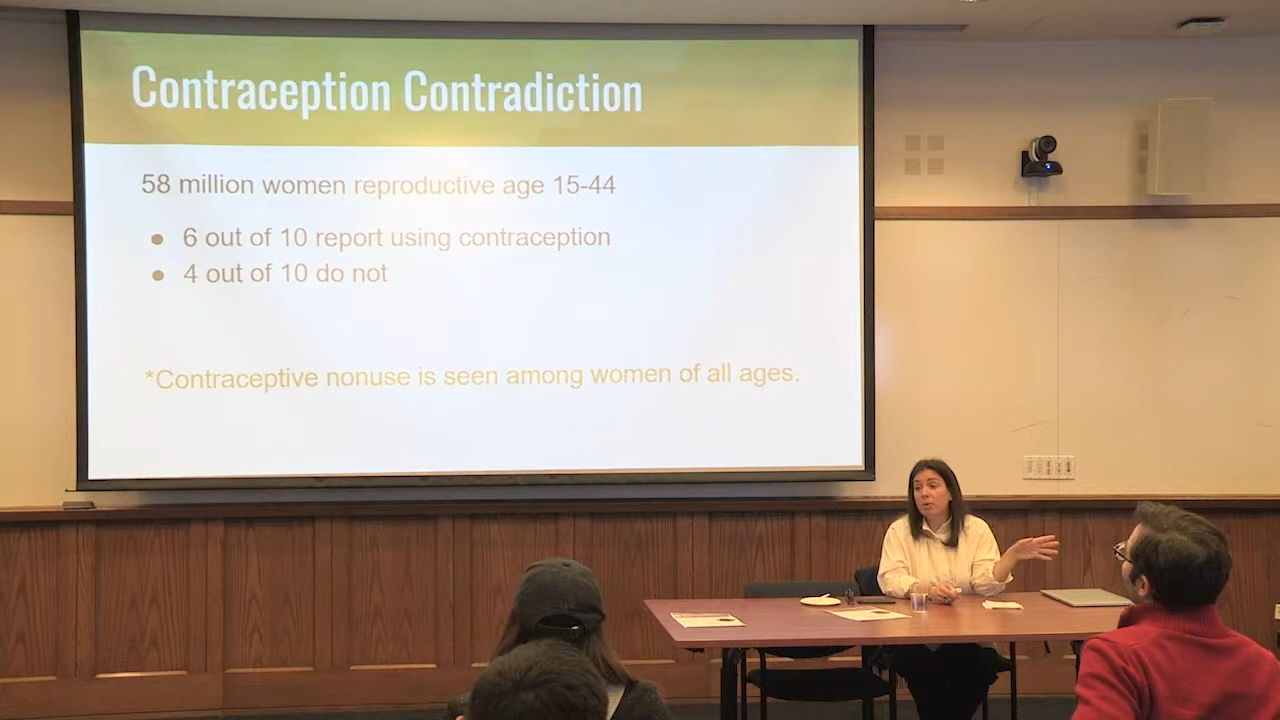 Contraception Contradiction
58 million women reproductive age 15-44
● 6 out of 10 report using contraception
● 4 out of 10 do not
*Contraceptive nonuse is seen among women of all ages.